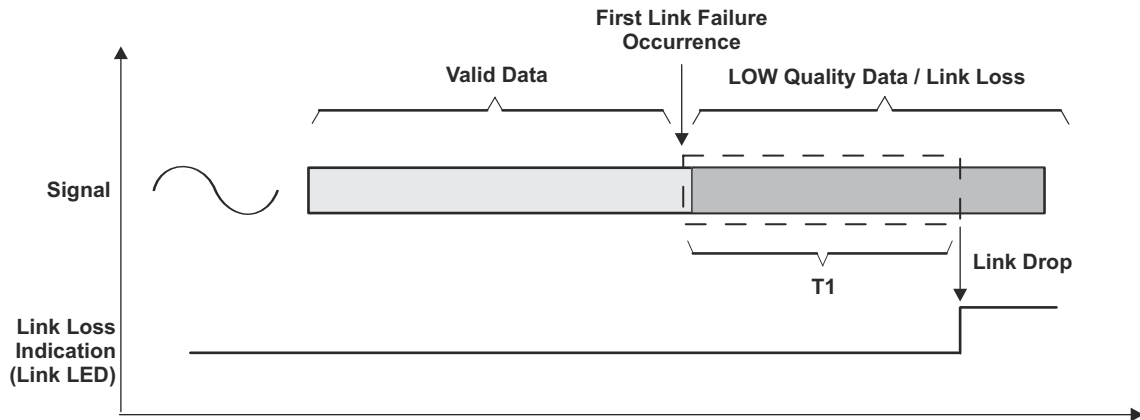 First Link Failure
Occurrence
Valid Data
LOW Quality Data / Link Loss
Signal
T1
Link Drop
Link Loss
Indication
(Link LED)